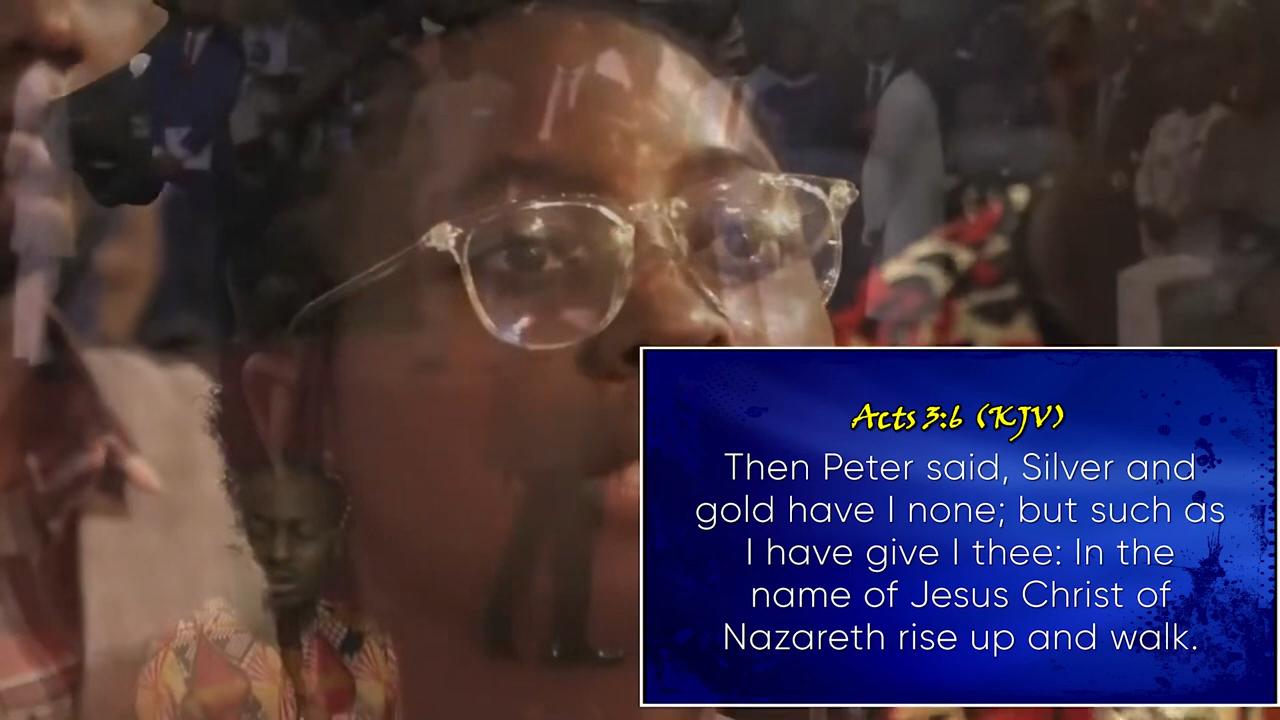 Acts 3:6 (KJV)
Then Peter said, Silver and
gold have I none; but such as
I have give I thee: In the
name of Jesus Christ of
Nazareth rise up and walk.